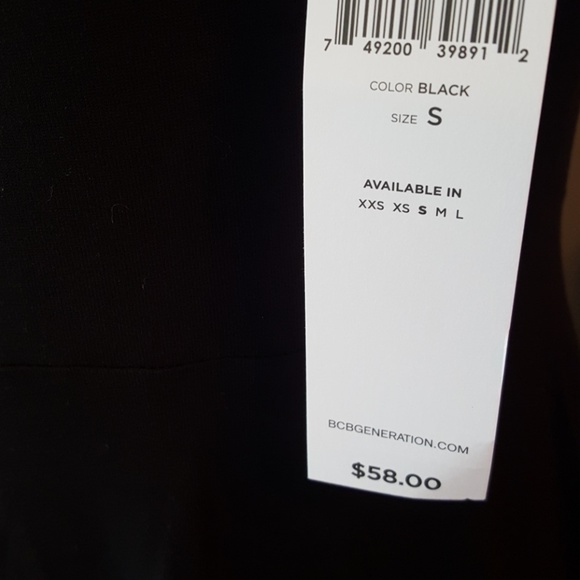 7 49200 39891 2
COLOR BLACK
SIZE S
AVAILABLE IN
XXS XS S M L
BCBGENERATION.COM
$58.00